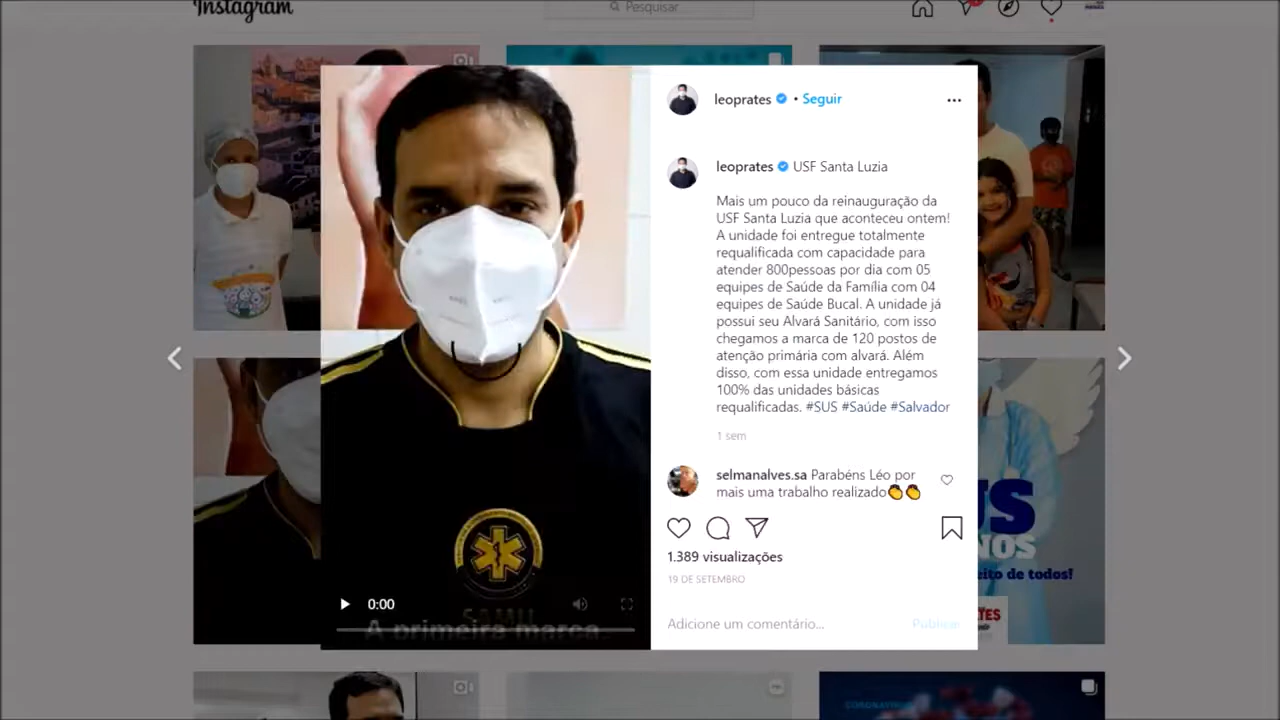 Instagram
Pesquisar
leoprates • Seguir
leoprates USF Santa Luzia
Mais um pouco da reinauguração da
USF Santa Luzia que aconteceu ontem!
A unidade foi entregue totalmente
requalificada com capacidade para
atender 800pessoas por dia com 05
equipes de Saúde da Família com 04
equipes de Saúde Bucal. A unidade já
possui seu Alvará Sanitário, com isso
chegamos a marca de 120 postos de
atenção primária com alvará. Além
disso, com essa unidade entregamos
100% das unidades básicas
requalificadas. #SUS #Saúde #Salvador
1 sem
selmanalves.sa Parabéns Léo por
mais uma trabalho realizado👏👏
1.389 visualizações
19 DE SETEMBRO
Adicione um comentário...
Publicar
0:00
SAMU
A primeira marca
US
NOS
eito de todos!
TES
CORONAVÍRUS